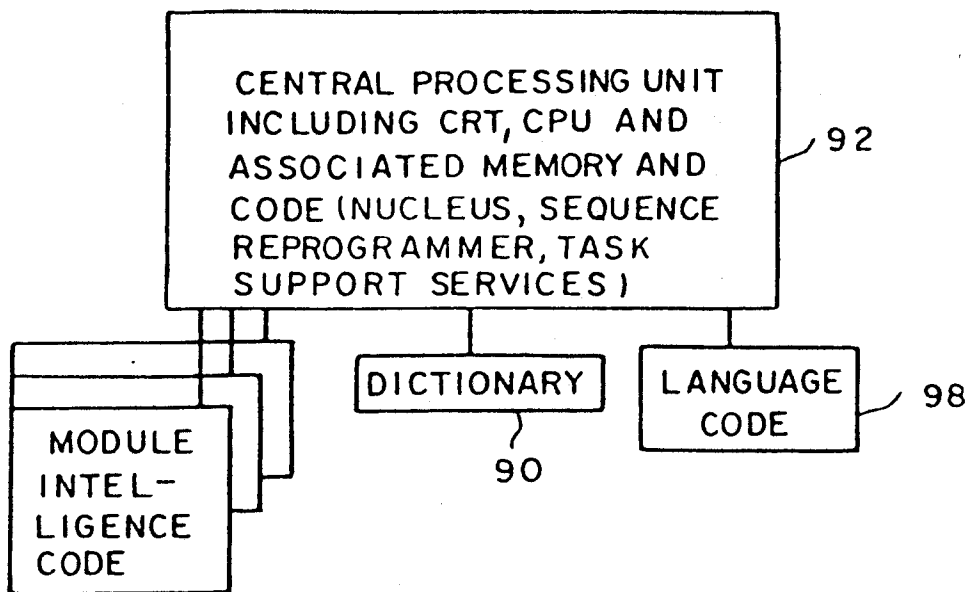 CENTRAL PROCESSING UNIT
INCLUDING CRT, CPU AND
ASSOCIATED MEMORY AND
CODE (NUCLEUS, SEQUENCE
REPROGRAMMER, TASK
SUPPORT SERVICES)
92
DICTIONARY
90
LANGUAGE
CODE
98
MODULE
INTEL-
LIGENCE
CODE